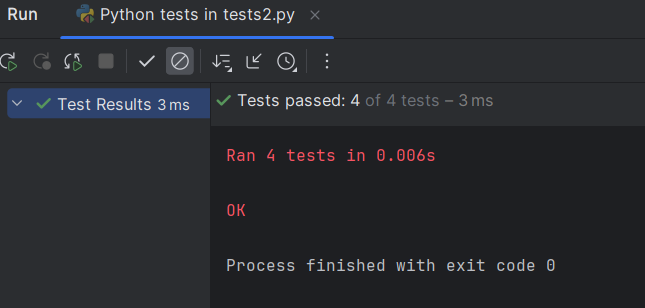 Run
Python tests in tests2.py
Test Results 3 ms
Tests passed: 4 of 4 tests – 3 ms
Ran 4 tests in 0.006s
OK
Process finished with exit code 0